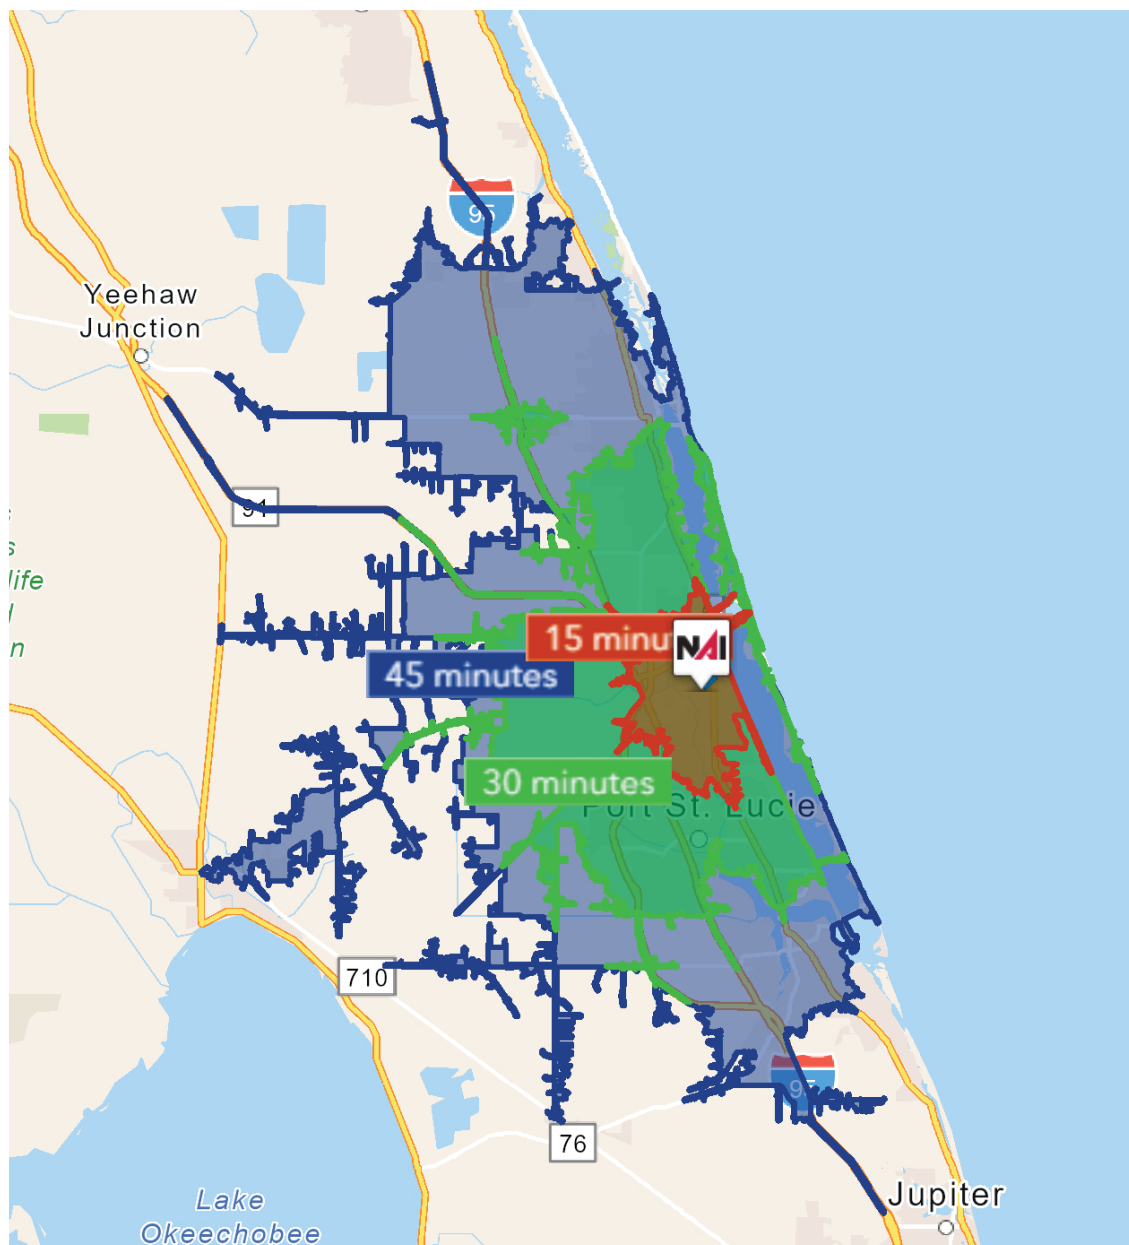 95
Yeehaw
Junction
91
s
s
life
d
n
15 minu
NAI
45 minutes
30 minutes
Port St. Lucie
710
95
76
Jupiter
Lake
Okeechobee